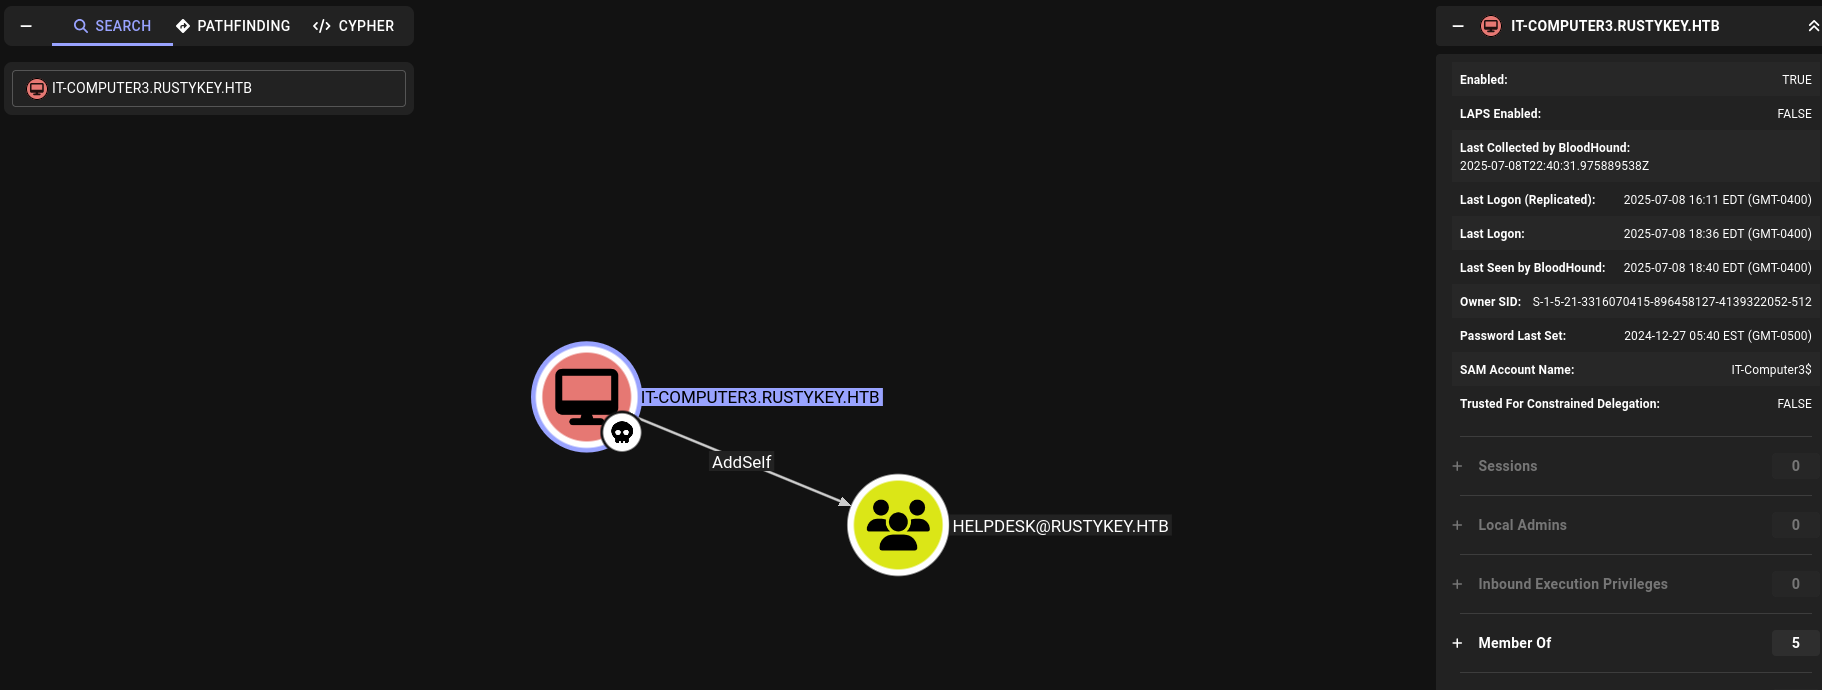 SEARCH PATHFINDING </> CYPHER
IT-COMPUTER3.RUSTYKEY.HTB
IT-COMPUTER3.RUSTYKEY.HTB
AddSelf
HELPDESK@RUSTYKEY.HTB
IT-COMPUTER3.RUSTYKEY.HTB
Enabled: TRUE
LAPS Enabled: FALSE
Last Collected by BloodHound:
2025-07-08T22:40:31.975889538Z
Last Logon (Replicated): 2025-07-08 16:11 EDT (GMT-0400)
Last Logon: 2025-07-08 18:36 EDT (GMT-0400)
Last Seen by BloodHound: 2025-07-08 18:40 EDT (GMT-0400)
Owner SID: S-1-5-21-3316070415-896458127-4139322052-512
Password Last Set: 2024-12-27 05:40 EST (GMT-0500)
SAM Account Name: IT-Computer3$
Trusted For Constrained Delegation: FALSE
+ Sessions 0
+ Local Admins 0
+ Inbound Execution Privileges 0
+ Member Of 5